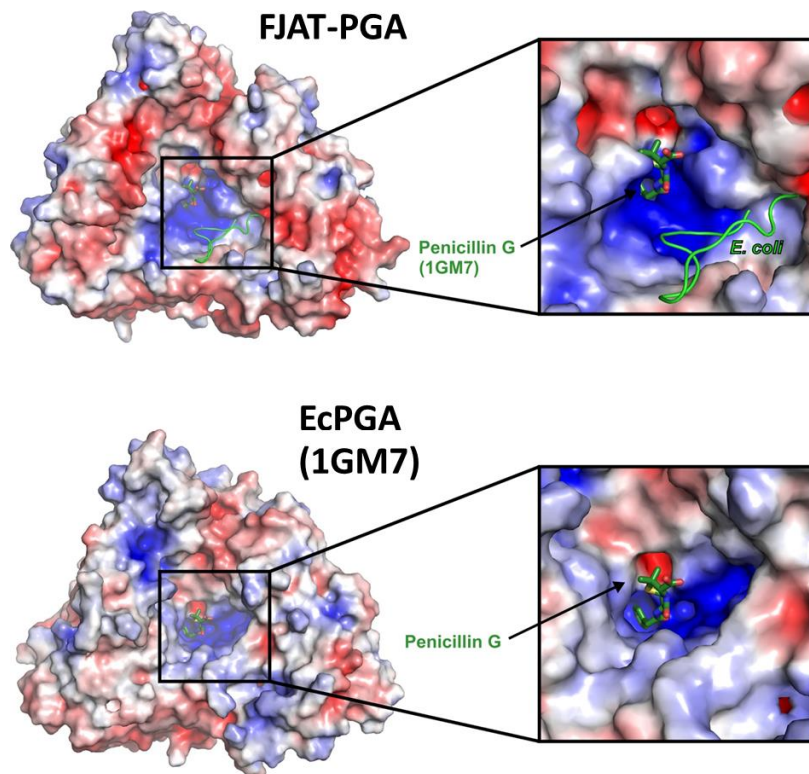 FJAT-PGA
Penicillin G
(1GM7)
E. coli
EcPGA
(1GM7)
Penicillin G